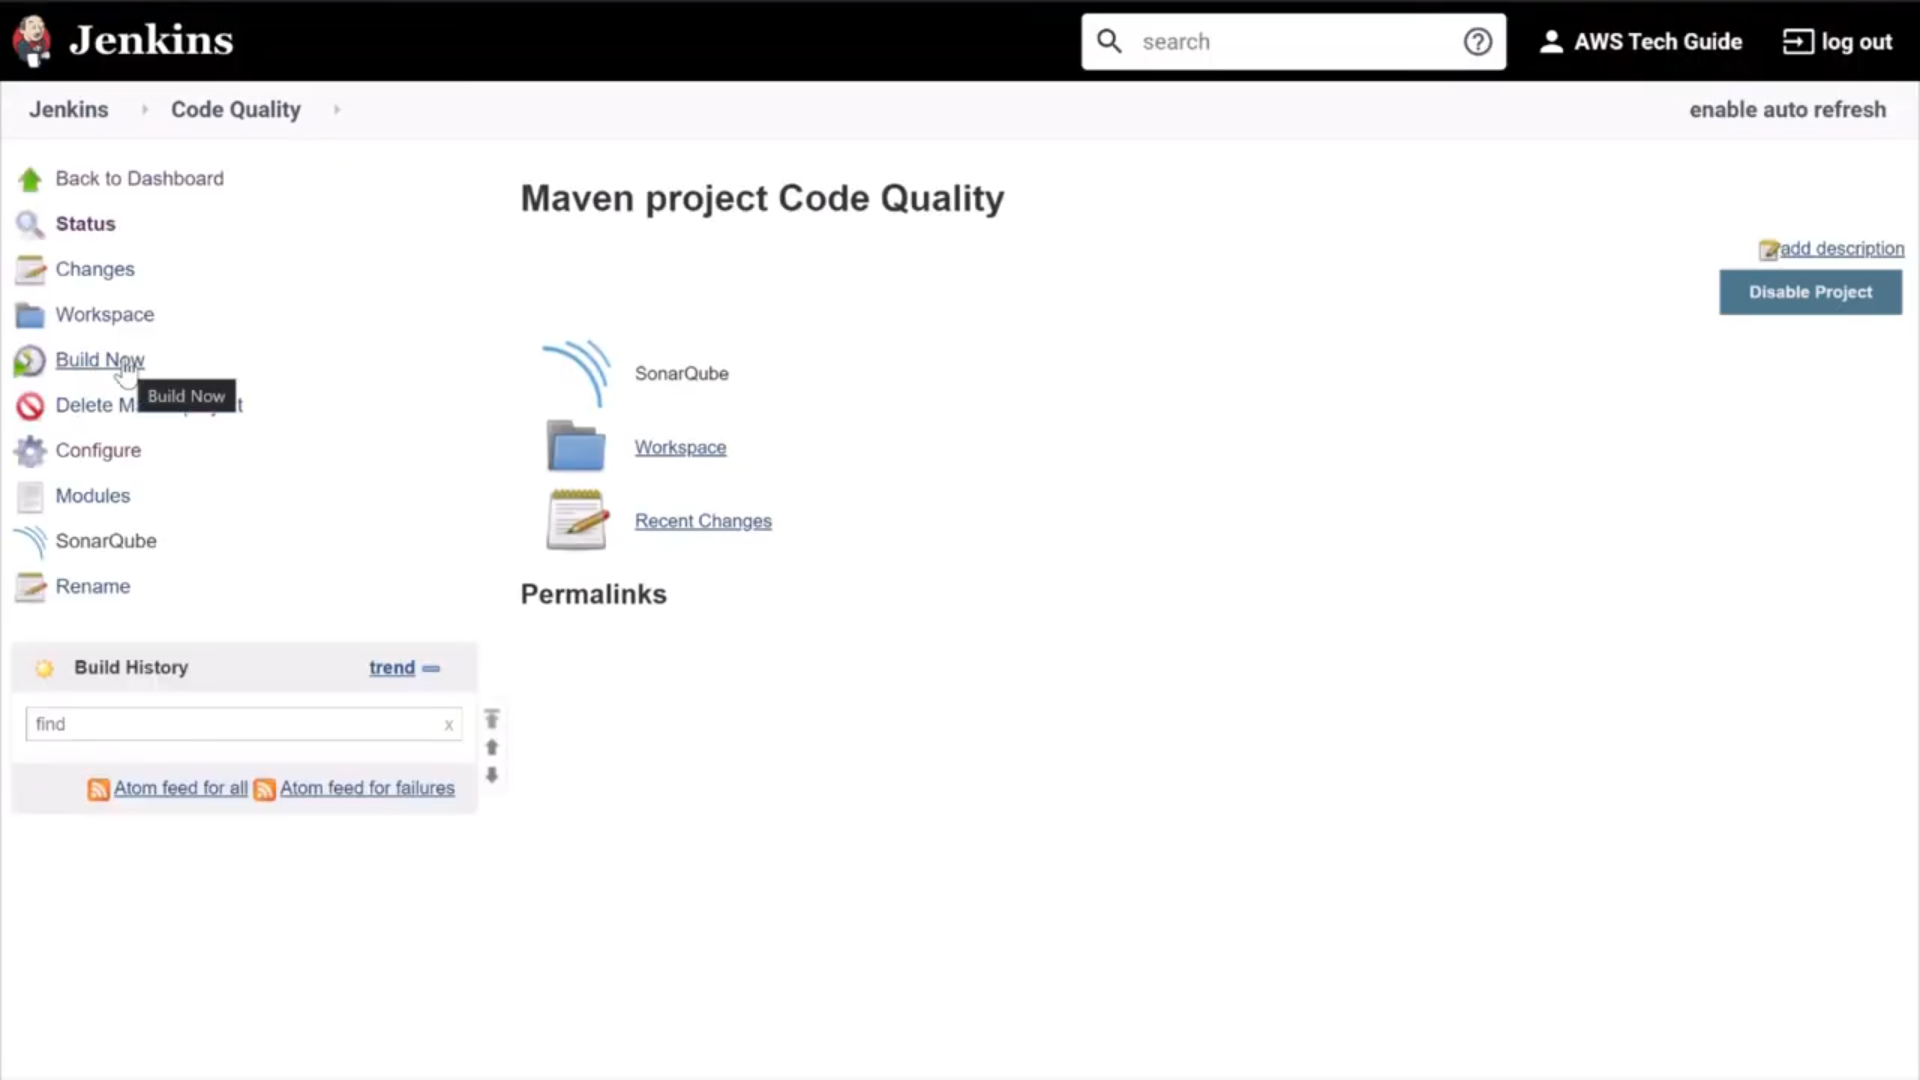 Jenkins
search
AWS Tech Guide
log out
Jenkins
Code Quality
enable auto refresh
Back to Dashboard
Status
Changes
Workspace
Build Now
Build Now
Delete M
t
Configure
Modules
SonarQube
Rename
Maven project Code Quality
add description
Disable Project
SonarQube
Workspace
Recent Changes
Permalinks
Build History
trend
find
x
Atom feed for all
Atom feed for failures